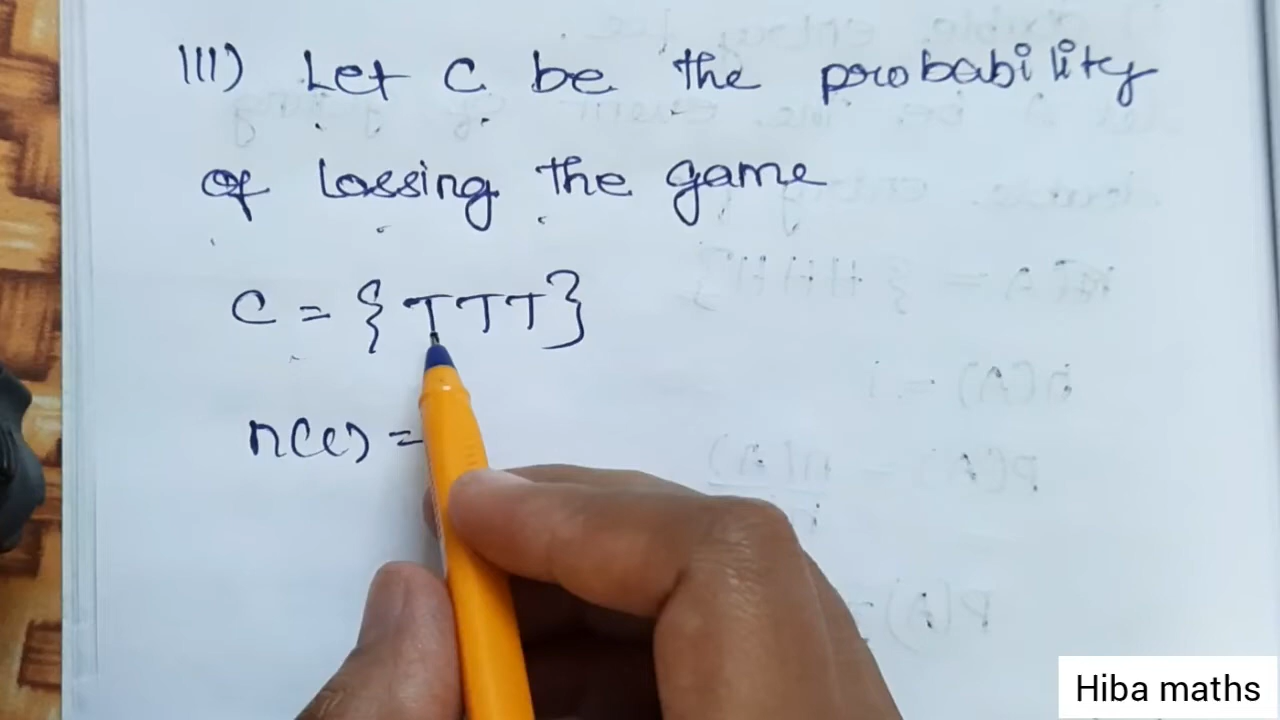 III) Let C be the probability
of lossing the game
C = { TTT}
n(c) =
Hiba maths